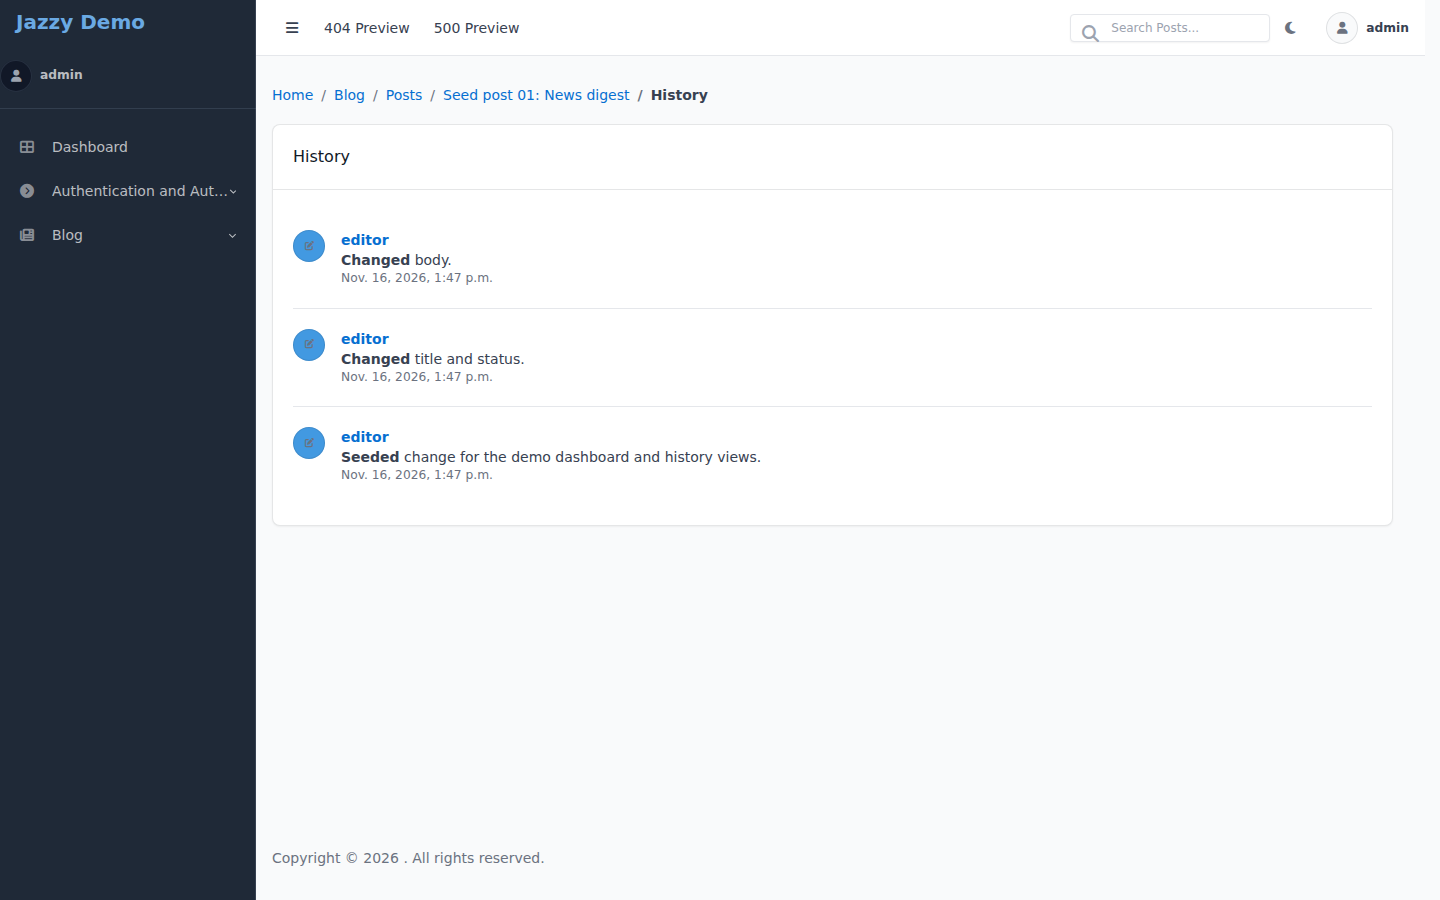 Jazzy Demo
admin
Dashboard
Authentication and Aut...
Blog
404 Preview
500 Preview
Search Posts...
admin
Home / Blog / Posts / Seed post 01: News digest / History
History
editor
Changed body.
Nov. 16, 2026, 1:47 p.m.
editor
Changed title and status.
Nov. 16, 2026, 1:47 p.m.
editor
Seeded change for the demo dashboard and history views.
Nov. 16, 2026, 1:47 p.m.
Copyright © 2026 . All rights reserved.